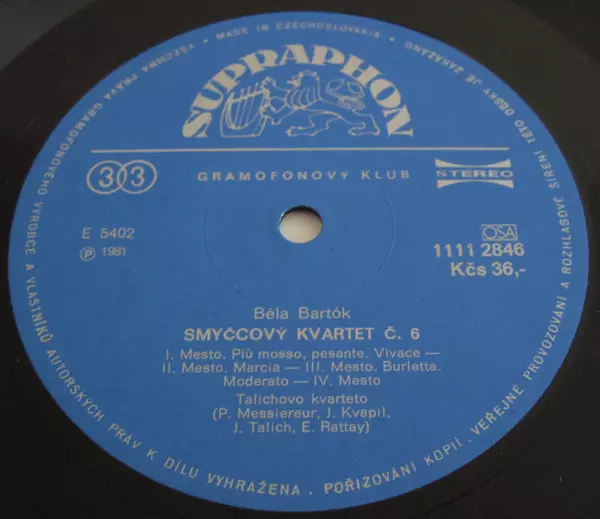 VŠECHNA PRÁVA GRAMOFONOVÉHO VÝROBCE A VLASTNÍKŮ AUTORSKÝCH PRÁV K DÍLU VYHRAŽENA. POŘIZOVÁNÍ KOPIÍ. VEŘEJNÉ PROVOZOVÁNÍ A ROZHLASOVÉ ŠÍŘENÍ TÉTO DESKY JE ZAKÁZÁNO
MADE IN CZECHOSLOVAKIA
SUPRAPHON
33
GRAMOFONOVÝ KLUB
STEREO
E 5402
OSA
℗ 1981
1111 2846
Kčs 36,-
Béla Bartók
SMYČCOVÝ KVARTET Č. 6
I. Mesto. Più mosso, pesante. Vivace —
II. Mesto. Marcia — III. Mesto. Burletta.
Moderato — IV. Mesto
Talichovo kvarteto
(P. Messiereur, J. Kvapil,
J. Talich, E. Rattay)